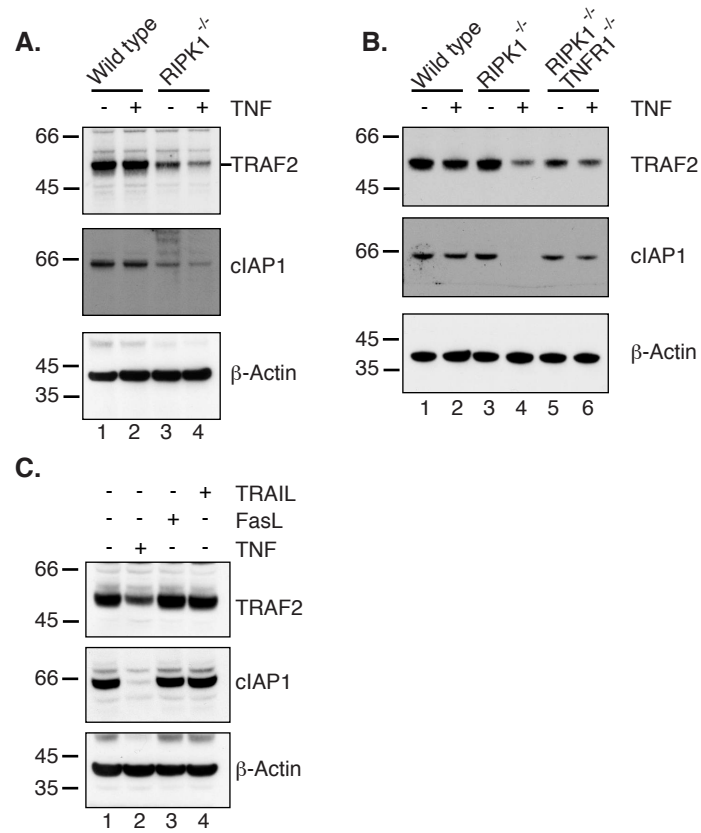 A.
Wild type RIPK1-/-
- + - + TNF
66
45
TRAF2
66
cIAP1
45
35
β-Actin
1 2 3 4
B.
Wild type RIPK1-/- RIPK1-/- TNFR1-/-
- + - + - + TNF
66
45
TRAF2
66
cIAP1
45
35
β-Actin
1 2 3 4 5 6
C.
- - - + TRAIL
- - + - FasL
- + - - TNF
66
45
TRAF2
66
cIAP1
45
35
β-Actin
1 2 3 4